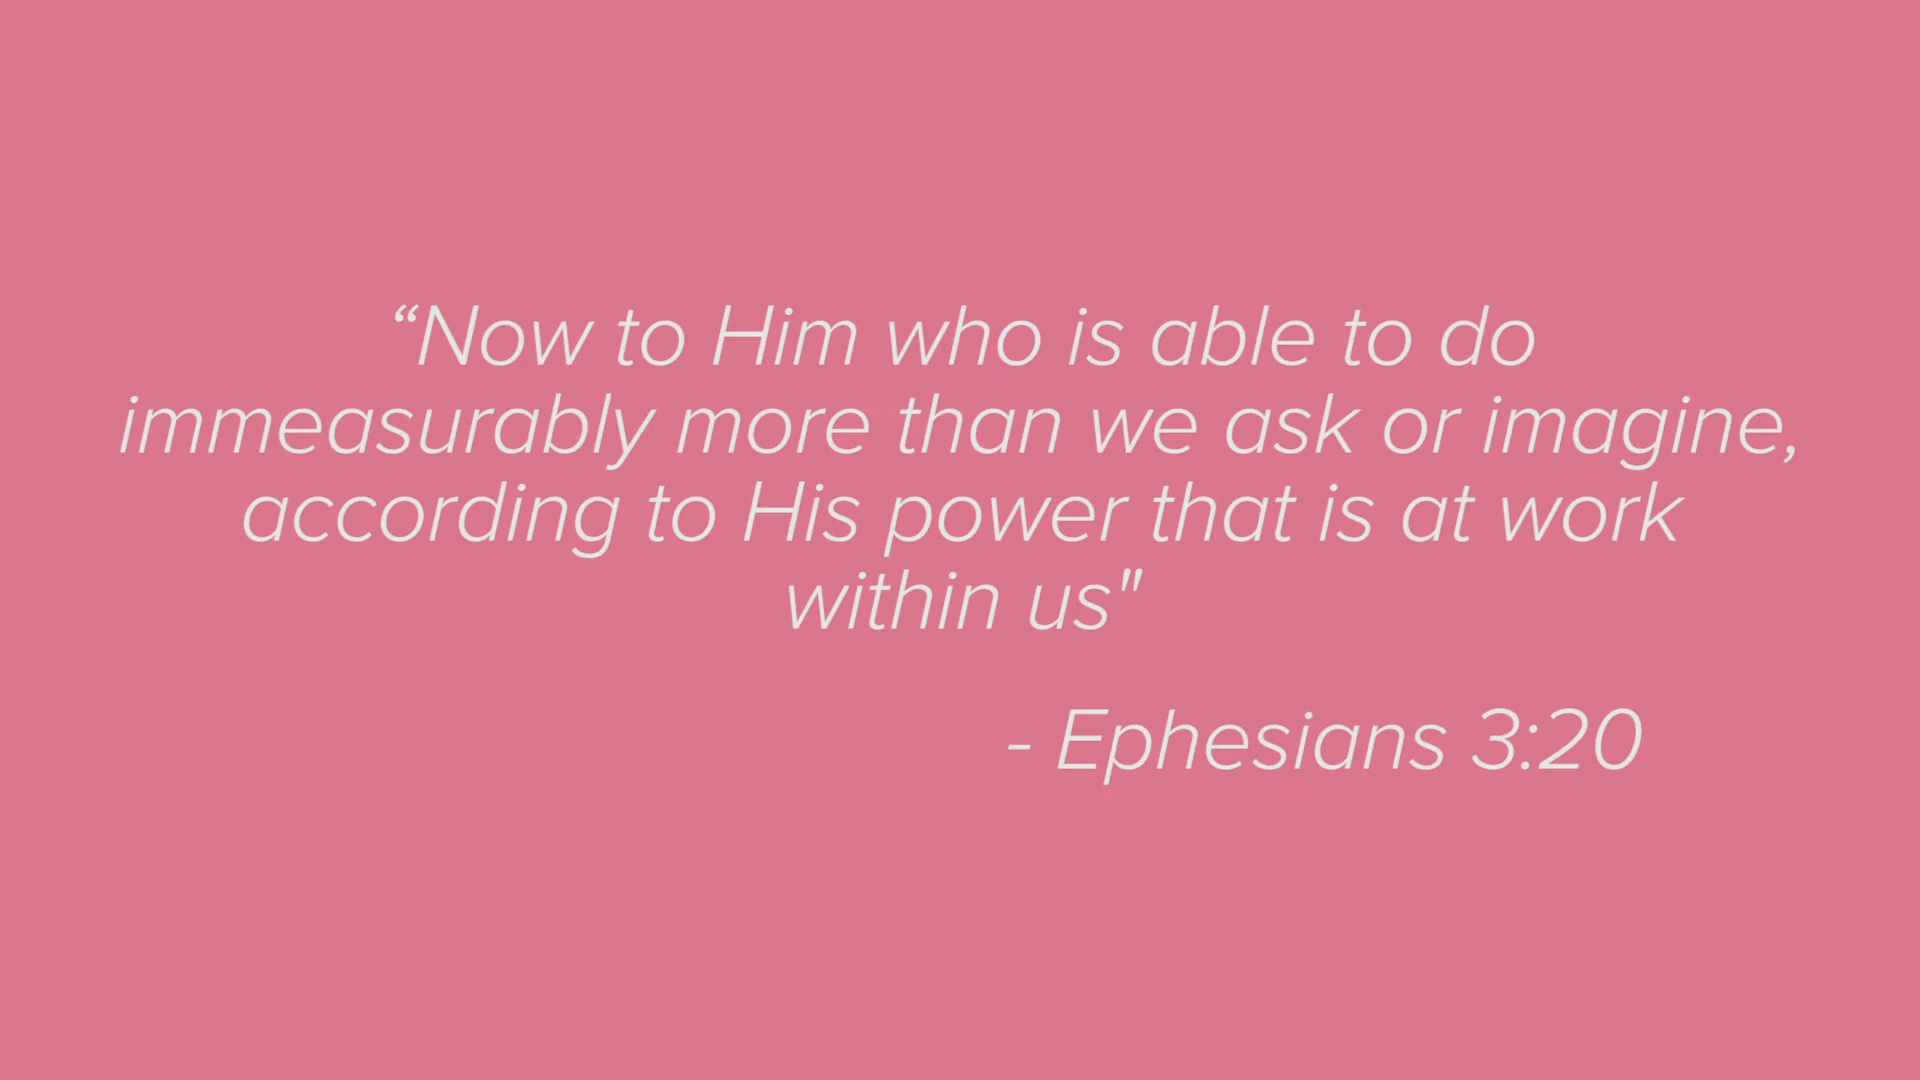 “Now to Him who is able to do
immeasurably more than we ask or imagine,
according to His power that is at work
within us"
- Ephesians 3:20